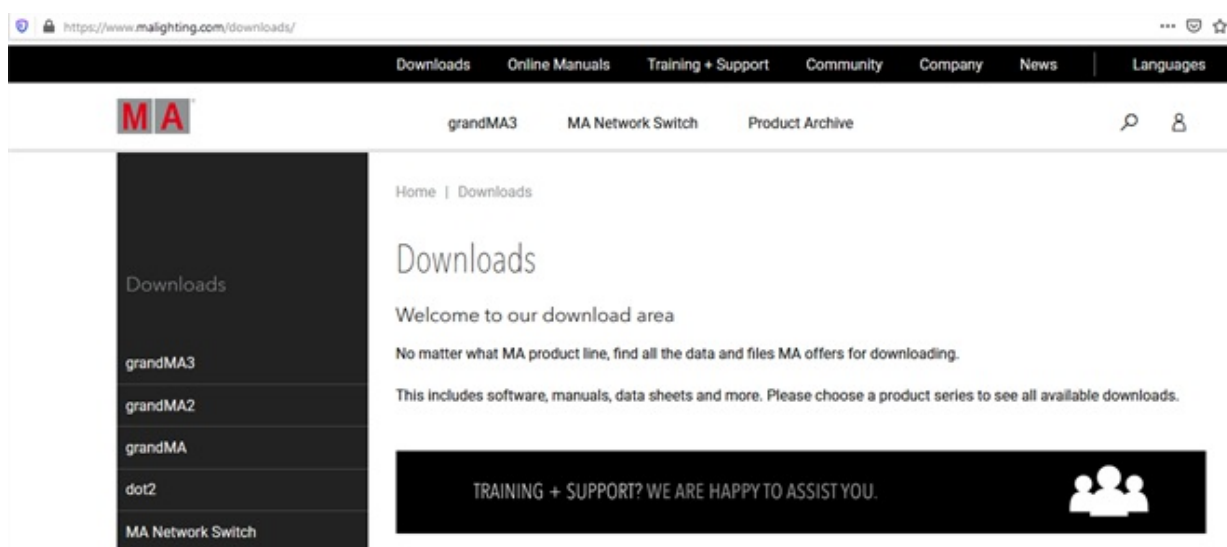 https://www.malighting.com/downloads/
Downloads Online Manuals Training + Support Community Company News Languages
MA
grandMA3 MA Network Switch Product Archive
Home | Downloads
Downloads
Downloads
Welcome to our download area
No matter what MA product line, find all the data and files MA offers for downloading.
This includes software, manuals, data sheets and more. Please choose a product series to see all available downloads.
grandMA3
grandMA2
grandMA
dot2
MA Network Switch
TRAINING + SUPPORT? WE ARE HAPPY TO ASSIST YOU.